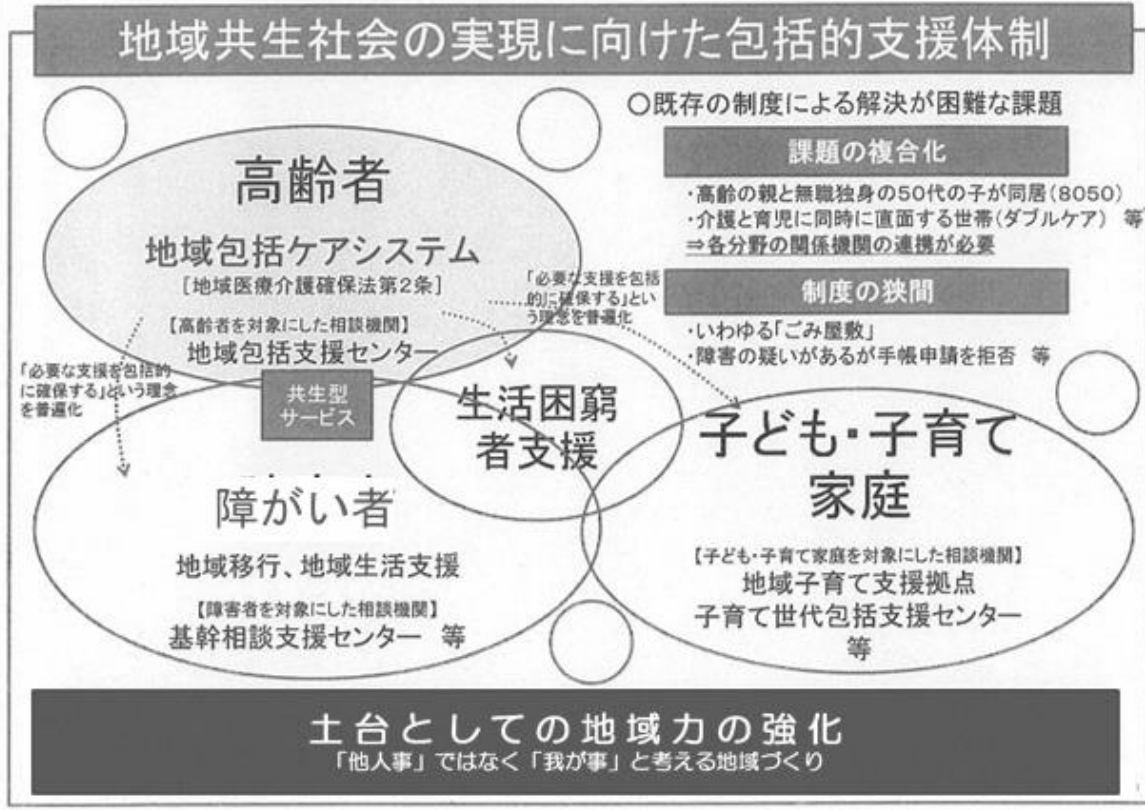 地域共生社会の実現に向けた包括的支援体制
○既存の制度による解決が困難な課題
課題の複合化
・高齢の親と無職独身の50代の子が同居(8050)
・介護と育児に同時に直面する世帯(ダブルケア) 等
⇒各分野の関係機関の連携が必要
制度の狭間
・いわゆる「ごみ屋敷」
・障害の疑いがあるが手帳申請を拒否 等
高齢者
地域包括ケアシステム
[地域医療介護確保法第2条]
【高齢者を対象にした相談機関】
地域包括支援センター
「必要な支援を包括
的に確保する」とい
う理念を普遍化
「必要な支援を包括的
に確保する」という理念
を普遍化
共生型
サービス
生活困窮
者支援
障がい者
地域移行、地域生活支援
【障害者を対象にした相談機関】
基幹相談支援センター 等
子ども・子育て
家庭
【子ども・子育て家庭を対象にした相談機関】
地域子育て支援拠点
子育て世代包括支援センター
等
土台としての地域力の強化
「他人事」ではなく「我が事」と考える地域づくり